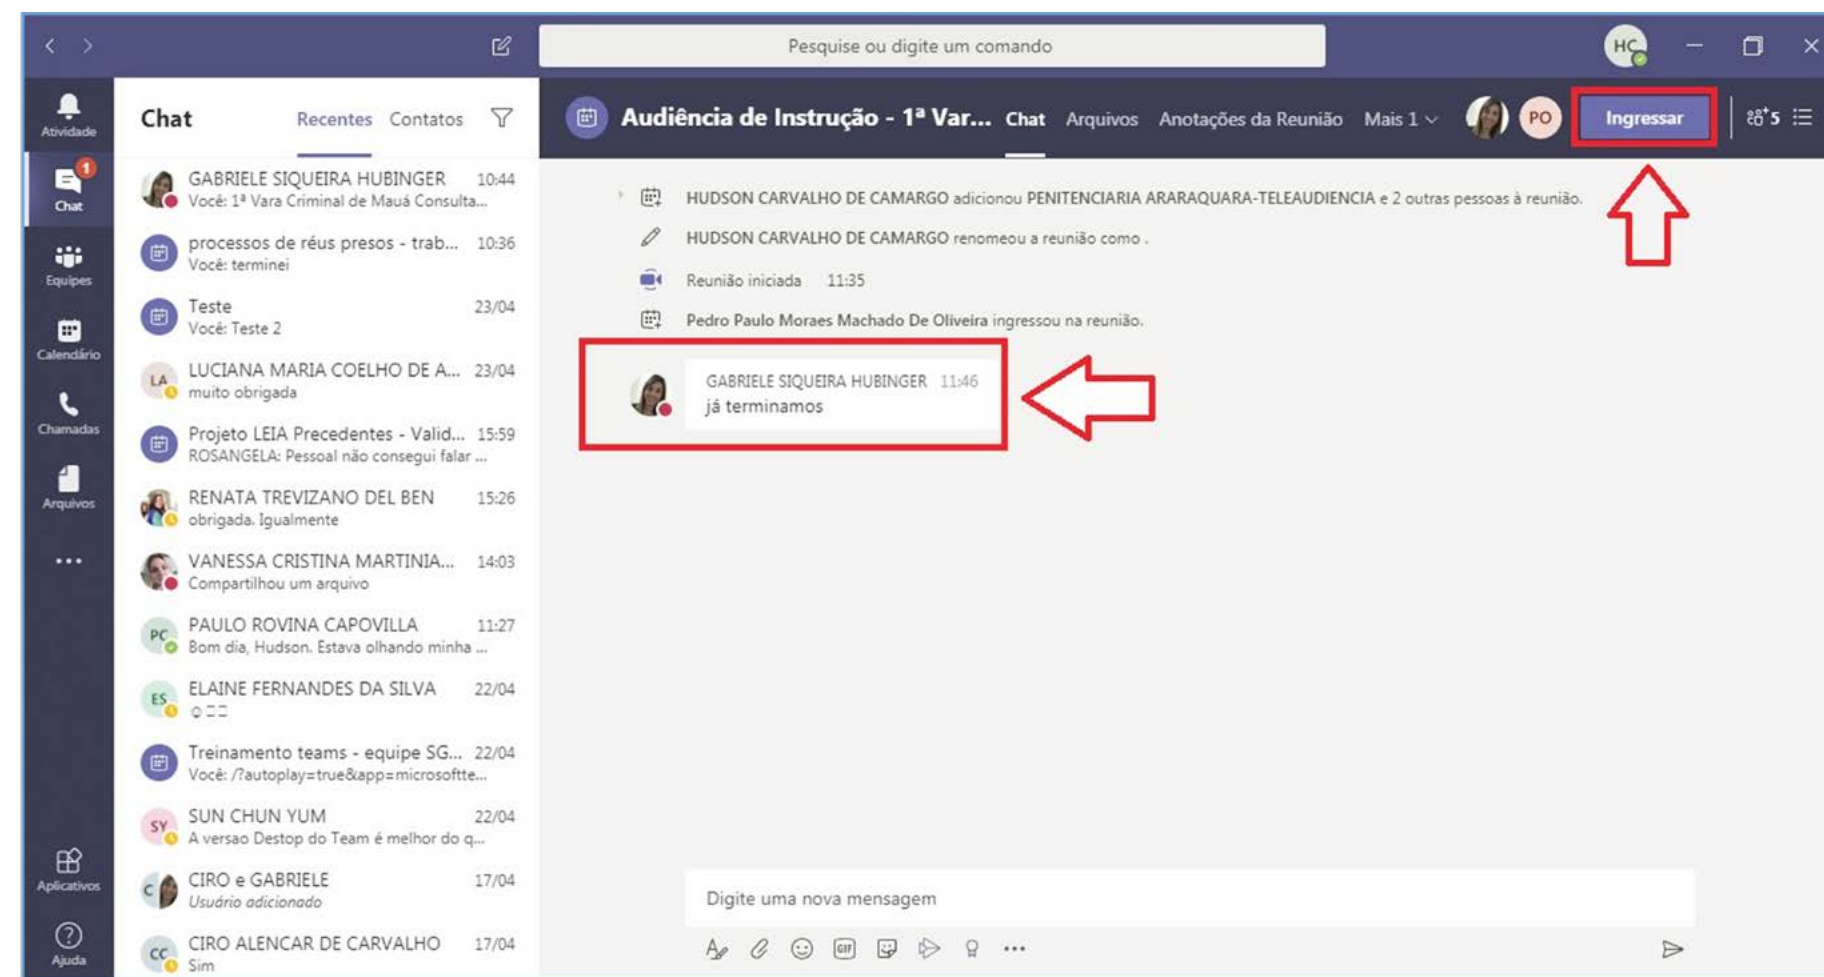 Pesquise ou digite um comando
HC
Atividade
1
Chat
Equipes
Calendário
Chamadas
Arquivos
Aplicativos
Ajuda
Chat Recentes Contatos
GABRIELE SIQUEIRA HUBINGER 10:44
Você: 1ª Vara Criminal de Mauá Consulta...
processos de réus presos - trab... 10:36
Você: terminei
Teste 23/04
Você: Teste 2
LA LUCIANA MARIA COELHO DE A... 23/04
muito obrigada
Projeto LEIA Precedentes - Valid... 15:59
ROSANGELA: Pessoal não consegui falar ...
RENATA TREVIZANO DEL BEN 15:26
obrigada. Igualmente
VANESSA CRISTINA MARTINIA... 14:03
Compartilhou um arquivo
PC PAULO ROVINA CAPOVILLA 11:27
Bom dia, Hudson. Estava olhando minha ...
ES ELAINE FERNANDES DA SILVA 22/04
Treinamento teams - equipe SG... 22/04
Você: /?autoplay=true&app=microsoftte...
SY SUN CHUN YUM 22/04
A versao Destop do Team é melhor do q...
C CIRO e GABRIELE 17/04
Usuário adicionado
CC CIRO ALENCAR DE CARVALHO 17/04
Sim
Audiência de Instrução - 1ª Var... Chat Arquivos Anotações da Reunião Mais 1 PO Ingressar 5
HUDSON CARVALHO DE CAMARGO adicionou PENITENCIARIA ARARAQUARA-TELEAUDIENCIA e 2 outras pessoas à reunião.
HUDSON CARVALHO DE CAMARGO renomeou a reunião como .
Reunião iniciada 11:35
Pedro Paulo Moraes Machado De Oliveira ingressou na reunião.
GABRIELE SIQUEIRA HUBINGER 11:46
já terminamos
Digite uma nova mensagem
GIF